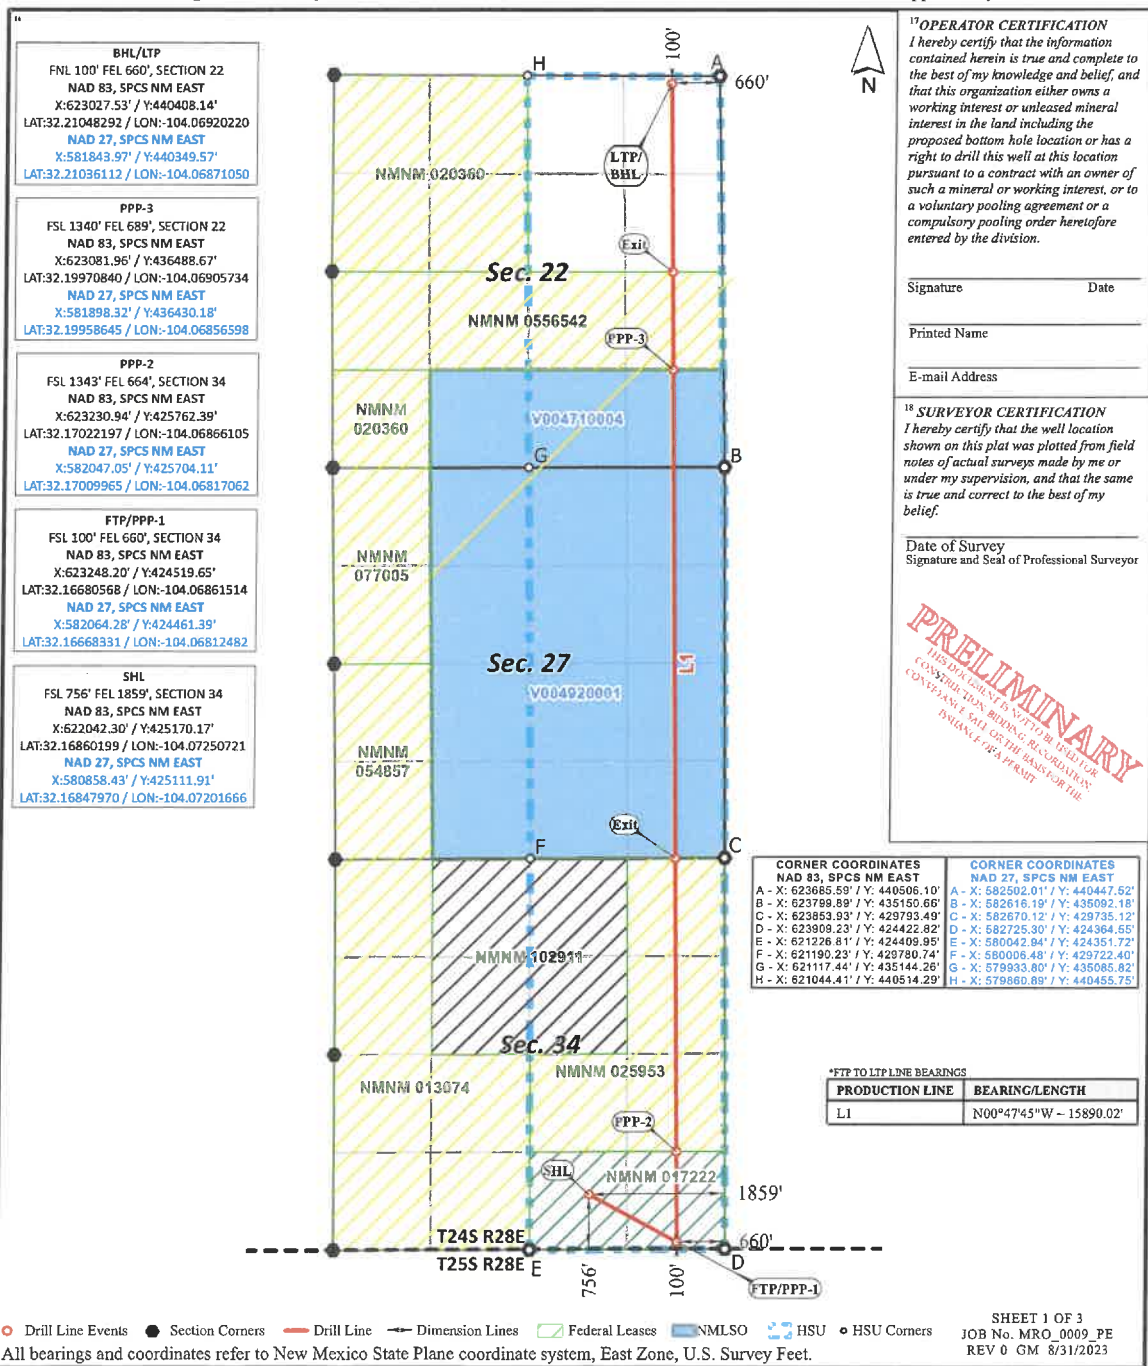 16
BHL/LTP
FNL 100' FEL 660', SECTION 22
NAD 83, SPCS NM EAST
X:623027.53' / Y:440408.14'
LAT:32.21048292 / LON:-104.06920220
NAD 27, SPCS NM EAST
X:581843.97' / Y:440349.57'
LAT:32.21036112 / LON:-104.06871050
PPP-3
FSL 1340' FEL 689', SECTION 22
NAD 83, SPCS NM EAST
X:623081.96' / Y:436488.67'
LAT:32.19970840 / LON:-104.06905734
NAD 27, SPCS NM EAST
X:581898.32' / Y:436430.18'
LAT:32.19958645 / LON:-104.06856598
PPP-2
FSL 1343' FEL 664', SECTION 34
NAD 83, SPCS NM EAST
X:623230.94' / Y:425762.39'
LAT:32.17022197 / LON:-104.06866105
NAD 27, SPCS NM EAST
X:582047.05' / Y:425704.11'
LAT:32.17009965 / LON:-104.06817062
FTP/PPP-1
FSL 100' FEL 660', SECTION 34
NAD 83, SPCS NM EAST
X:623248.20' / Y:424519.65'
LAT:32.16680568 / LON:-104.06861514
NAD 27, SPCS NM EAST
X:582064.28' / Y:424461.39'
LAT:32.16668331 / LON:-104.06812482
SHL
FSL 756' FEL 1859', SECTION 34
NAD 83, SPCS NM EAST
X:622042.30' / Y:425170.17'
LAT:32.16860199 / LON:-104.07250721
NAD 27, SPCS NM EAST
X:580858.43' / Y:425111.91'
LAT:32.16847970 / LON:-104.07201666
100'
H
A
660'
N
LTP/
BHL
NMNM 020360
Exit
Sec. 22
NMNM 0556542
PPP-3
NMNM
020360
V004710004
G
B
NMNM
077005
Sec. 27
L1
V004920001
NMNM
054857
Exit
F
C
NMNM 102911
Sec. 34
NMNM 025953
NMNM 013074
PPP-2
SHL
NMNM 017222
1859'
T24S R28E
660'
T25S R28E
E
D
756'
100'
FTP/PPP-1
17 OPERATOR CERTIFICATION
I hereby certify that the information
contained herein is true and complete to
the best of my knowledge and belief, and
that this organization either owns a
working interest or unleased mineral
interest in the land including the
proposed bottom hole location or has a
right to drill this well at this location
pursuant to a contract with an owner of
such a mineral or working interest, or to
a voluntary pooling agreement or a
compulsory pooling order heretofore
entered by the division.
Signature Date
Printed Name
E-mail Address
18 SURVEYOR CERTIFICATION
I hereby certify that the well location
shown on this plat was plotted from field
notes of actual surveys made by me or
under my supervision, and that the same
is true and correct to the best of my
belief.
Date of Survey
Signature and Seal of Professional Surveyor
PRELIMINARY
THIS DOCUMENT IS NOT TO BE USED FOR
CONSTRUCTION, BIDDING, RECORDATION,
CONVEYANCE, SALE, OR THE BASIS FOR THE
ISSUANCE OF A PERMIT
CORNER COORDINATES
NAD 83, SPCS NM EAST
A - X: 623685.59' / Y: 440506.10'
B - X: 623799.89' / Y: 435150.66'
C - X: 623853.93' / Y: 429793.49'
D - X: 623909.23' / Y: 424422.82'
E - X: 621226.81' / Y: 424409.95'
F - X: 621190.23' / Y: 429780.74'
G - X: 621117.44' / Y: 435144.26'
H - X: 621044.41' / Y: 440514.29'
CORNER COORDINATES
NAD 27, SPCS NM EAST
A - X: 582502.01' / Y: 440447.52'
B - X: 582616.19' / Y: 435092.18'
C - X: 582670.12' / Y: 429735.12'
D - X: 582725.30' / Y: 424364.55'
E - X: 580042.94' / Y: 424351.72'
F - X: 580006.48' / Y: 429722.40'
G - X: 579933.80' / Y: 435085.82'
H - X: 579860.89' / Y: 440455.75'
*FTP TO LTP LINE BEARINGS
PRODUCTION LINE BEARING/LENGTH
L1 N00°47'45"W ~ 15890.02'
Drill Line Events Section Corners Drill Line Dimension Lines Federal Leases NMLSO HSU HSU Corners
All bearings and coordinates refer to New Mexico State Plane coordinate system, East Zone, U.S. Survey Feet.
SHEET 1 OF 3
JOB No. MRO_0009_PE
REV 0 GM 8/31/2023